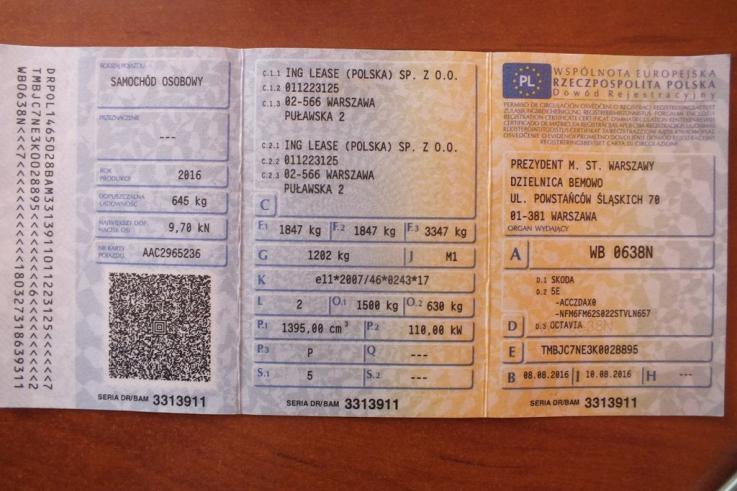 DRPOL1465028BAM3313911011223125<<<<<7
TMBJC7NE3K0028895<<<<<<<<<<<<6<<<<<<2
WB0638N<<<7<<<<<<<<<<<<<1803273186393­11
RODZAJ POJAZDU
SAMOCHÓD OSOBOWY
PRZEZNACZENIE
---
ROK PRODUKCJI 2016
DOPUSZCZALNA ŁADOWNOŚĆ 645 kg
NAJWIĘKSZY DOP. NACISK OSI 9,70 kN
NR KARTY POJAZDU AAC2965236
SERIA DR/BAM 3313911
C.1.1 ING LEASE (POLSKA) SP. Z O.O.
C.1.2 011223125
C.1.3 02-566 WARSZAWA
PUŁAWSKA 2
C.2.1 ING LEASE (POLSKA) SP. Z O.O.
C.2.2 011223125
C.2.3 02-566 WARSZAWA
PUŁAWSKA 2
C
F.1 1847 kg F.2 1847 kg F.3 3347 kg
G 1202 kg J M1
K e11*2007/46*0243*17
L 2 O.1 1500 kg O.2 630 kg
P.1 1395,00 cm³ P.2 110,00 kW
P.3 P Q ---
S.1 5 S.2 ---
SERIA DR/BAM 3313911
PL
WSPÓLNOTA EUROPEJSKA
RZECZPOSPOLITA POLSKA
Dowód Rejestracyjny
PREZYDENT M. ST. WARSZAWY
DZIELNICA BEMOWO
UL. POWSTAŃCÓW ŚLĄSKICH 70
01-381 WARSZAWA
ORGAN WYDAJĄCY
A WB 0638N
D.1 SKODA
D.2 5E
-ACCZDAX0
-NFM6FM62S022STVLN657
D D.3 OCTAVIA
E TMBJC7NE3K0028895
B 08.08.2016 I 10.08.2016 H ---
SERIA DR/BAM 3313911